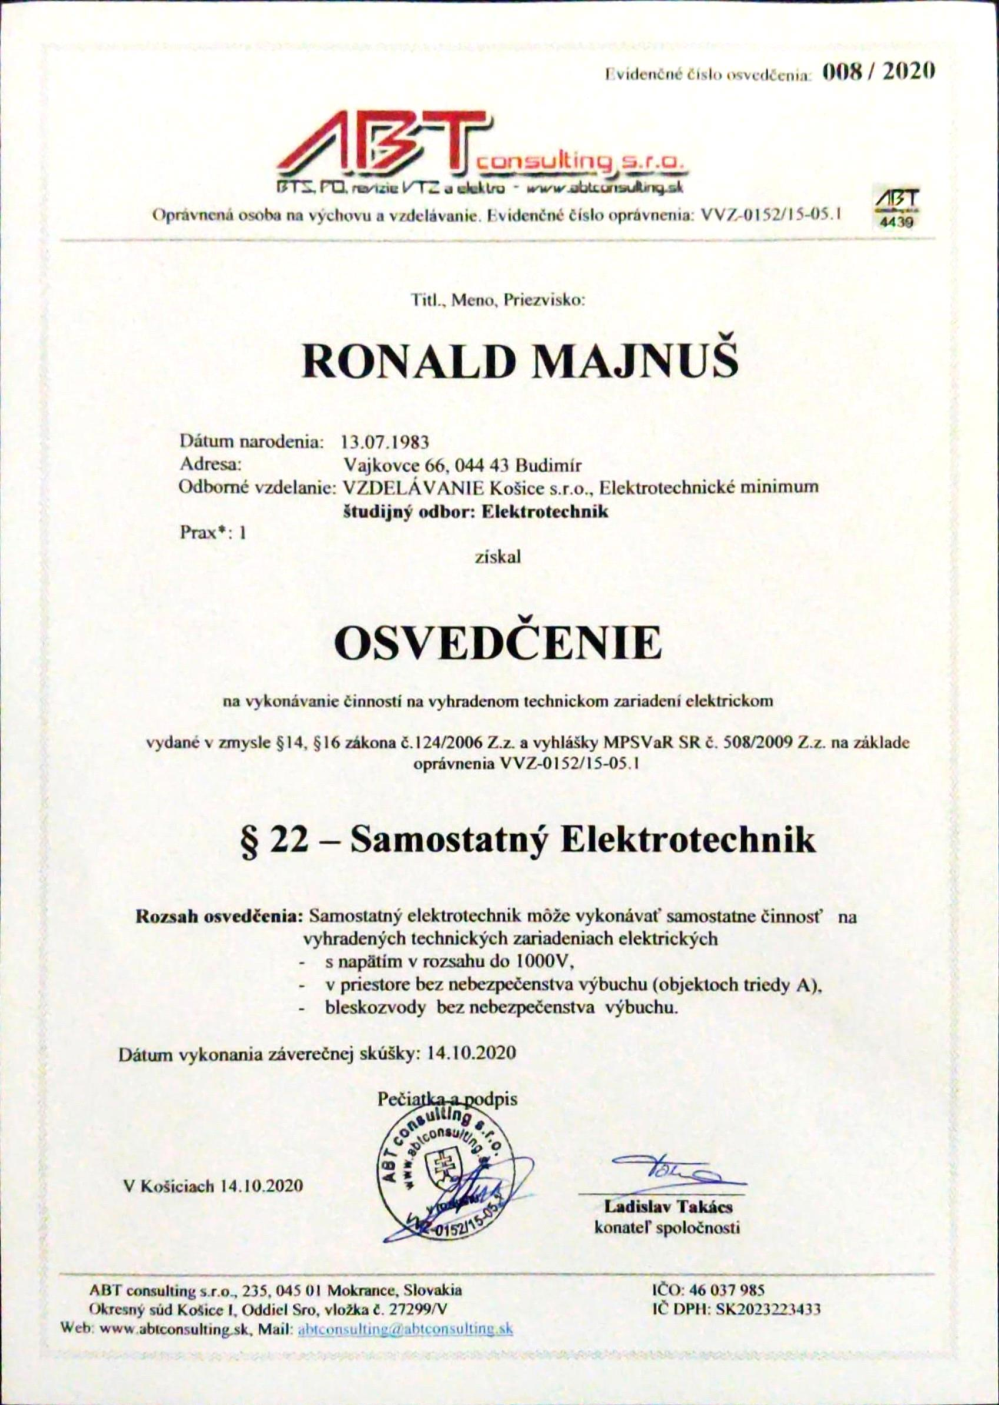 Evidenčné číslo osvedčenia: 008 / 2020
ABT consulting s.r.o.
BTS, PO, revízie VTZ a elektro - www.abtconsulting.sk
Oprávnená osoba na výchovu a vzdelávanie. Evidenčné číslo oprávnenia: VVZ-0152/15-05.1
ABT
4439
Titl., Meno, Priezvisko:
RONALD MAJNUŠ
Dátum narodenia: 13.07.1983
Adresa: Vajkovce 66, 044 43 Budimír
Odborné vzdelanie: VZDELÁVANIE Košice s.r.o., Elektrotechnické minimum
študijný odbor: Elektrotechnik
Prax*: 1
získal
OSVEDČENIE
na vykonávanie činností na vyhradenom technickom zariadení elektrickom
vydané v zmysle §14, §16 zákona č.124/2006 Z.z. a vyhlášky MPSVaR SR č. 508/2009 Z.z. na základe
oprávnenia VVZ-0152/15-05.1
§ 22 – Samostatný Elektrotechnik
Rozsah osvedčenia: Samostatný elektrotechnik môže vykonávať samostatne činnosť na
vyhradených technických zariadeniach elektrických
- s napätím v rozsahu do 1000V,
- v priestore bez nebezpečenstva výbuchu (objektoch triedy A),
- bleskozvody bez nebezpečenstva výbuchu.
Dátum vykonania záverečnej skúšky: 14.10.2020
Pečiatka a podpis
ABT consulting s.r.o.
www.abtconsulting.sk
VVZ-0152/15-05.1
V Košiciach 14.10.2020
Ladislav Takács
konateľ spoločnosti
ABT consulting s.r.o., 235, 045 01 Mokrance, Slovakia
Okresný súd Košice I, Oddiel Sro, vložka č. 27299/V
Web: www.abtconsulting.sk, Mail: abtconsulting@abtconsulting.sk
IČO: 46 037 985
IČ DPH: SK2023223433